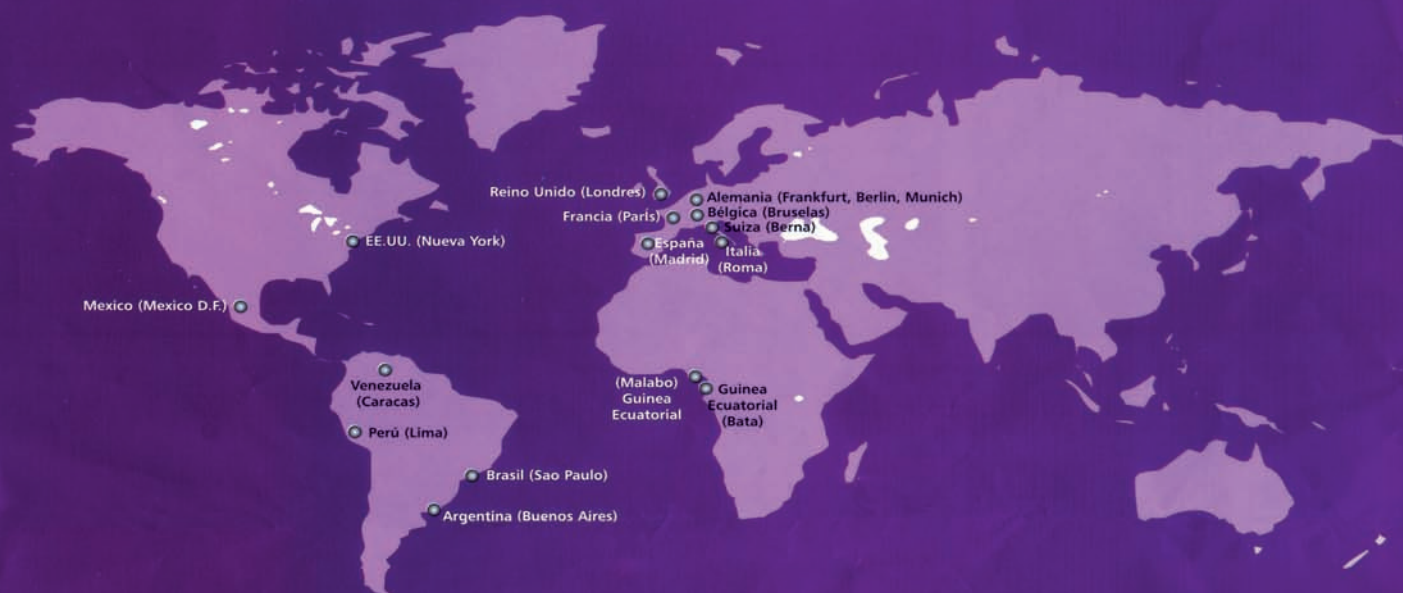 Reino Unido (Londres)
Alemania (Frankfurt, Berlin, Munich)
Francia (París)
Bélgica (Bruselas)
Suiza (Berna)
EE.UU. (Nueva York)
España
(Madrid)
Italia
(Roma)
Mexico (Mexico D.F.)
Venezuela
(Caracas)
(Malabo)
Guinea
Ecuatorial
Guinea
Ecuatorial
(Bata)
Perú (Lima)
Brasil (Sao Paulo)
Argentina (Buenos Aires)